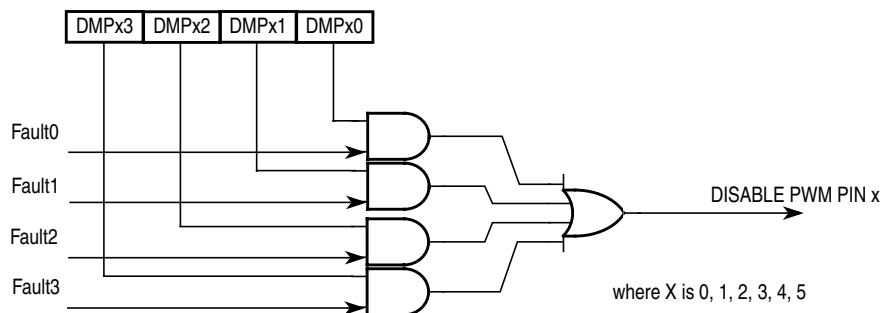 DMPx3 DMPx2 DMPx1 DMPx0
Fault0
Fault1
DISABLE PWM PIN x
Fault2
Fault3
where X is 0, 1, 2, 3, 4, 5